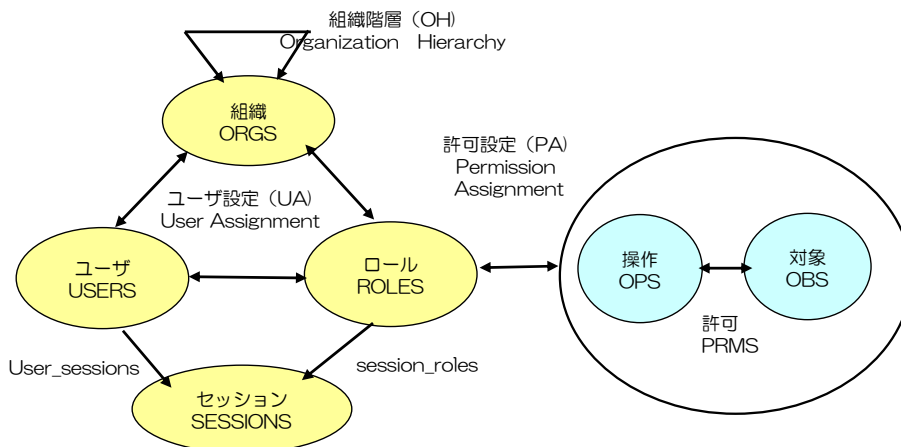 組織階層（OH）
Organization Hierarchy
組織
ORGS
許可設定（PA）
Permission
Assignment
ユーザ設定（UA）
User Assignment
ユーザ
USERS
ロール
ROLES
操作
OPS
対象
OBS
許可
PRMS
User_sessions
session_roles
セッション
SESSIONS